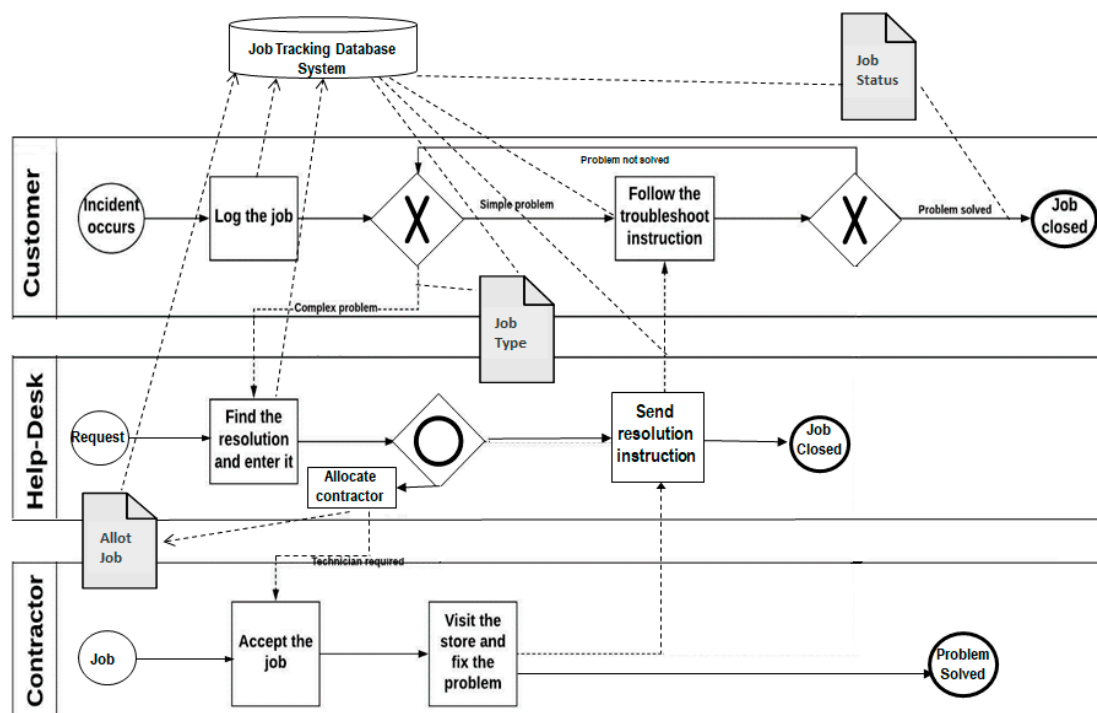 Job Tracking Database
System
Job
Status
Customer
Incident
occurs
Log the job
Simple problem
Problem not solved
Follow the
troubleshoot
instruction
Problem solved
Job
closed
Complex problem
Job
Type
Help-Desk
Request
Find the
resolution
and enter it
Allocate
contractor
Send
resolution
instruction
Job
Closed
Allot
Job
Technician required
Contractor
Job
Accept the
job
Visit the
store and
fix the
problem
Problem
Solved